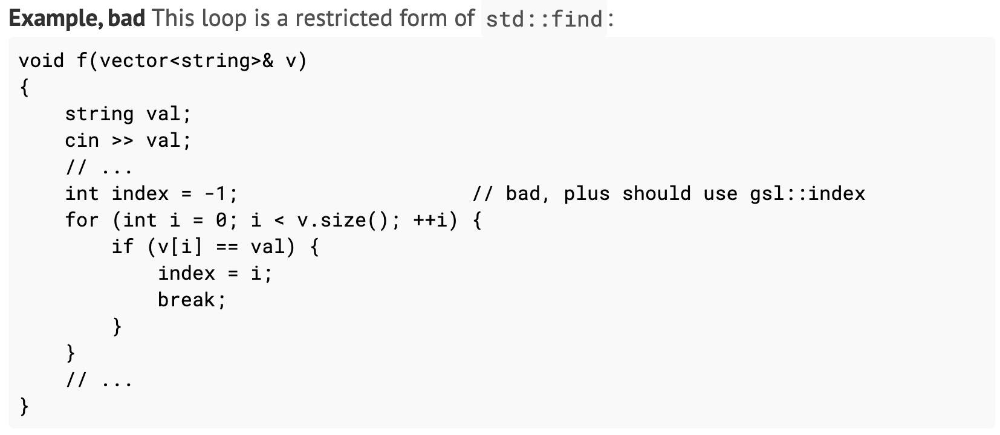 Example, bad This loop is a restricted form of std::find:
void f(vector<string>& v)
{
    string val;
    cin >> val;
    // ...
    int index = -1;                    // bad, plus should use gsl::index
    for (int i = 0; i < v.size(); ++i) {
        if (v[i] == val) {
            index = i;
            break;
        }
    }
    // ...
}